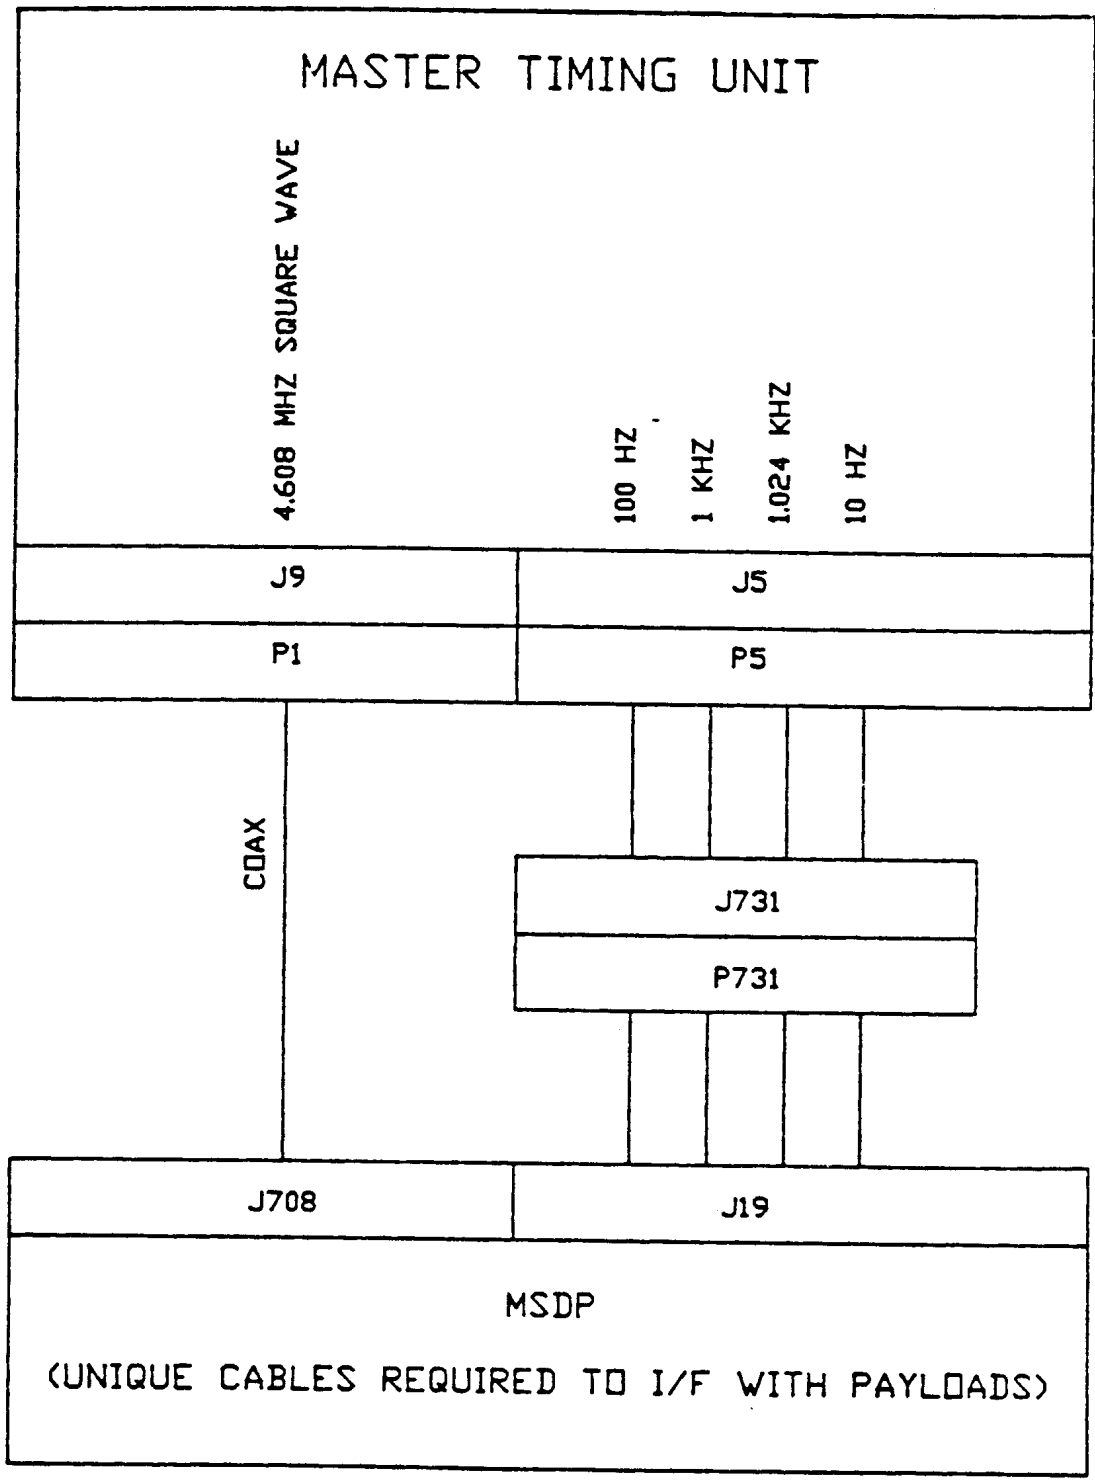 MASTER TIMING UNIT
4.608 MHZ SQUARE WAVE
100 HZ
1 KHZ
1.024 KHZ
10 HZ
J9
J5
P1
P5
COAX
J731
P731
J708
J19
MSDP
(UNIQUE CABLES REQUIRED TO I/F WITH PAYLOADS)